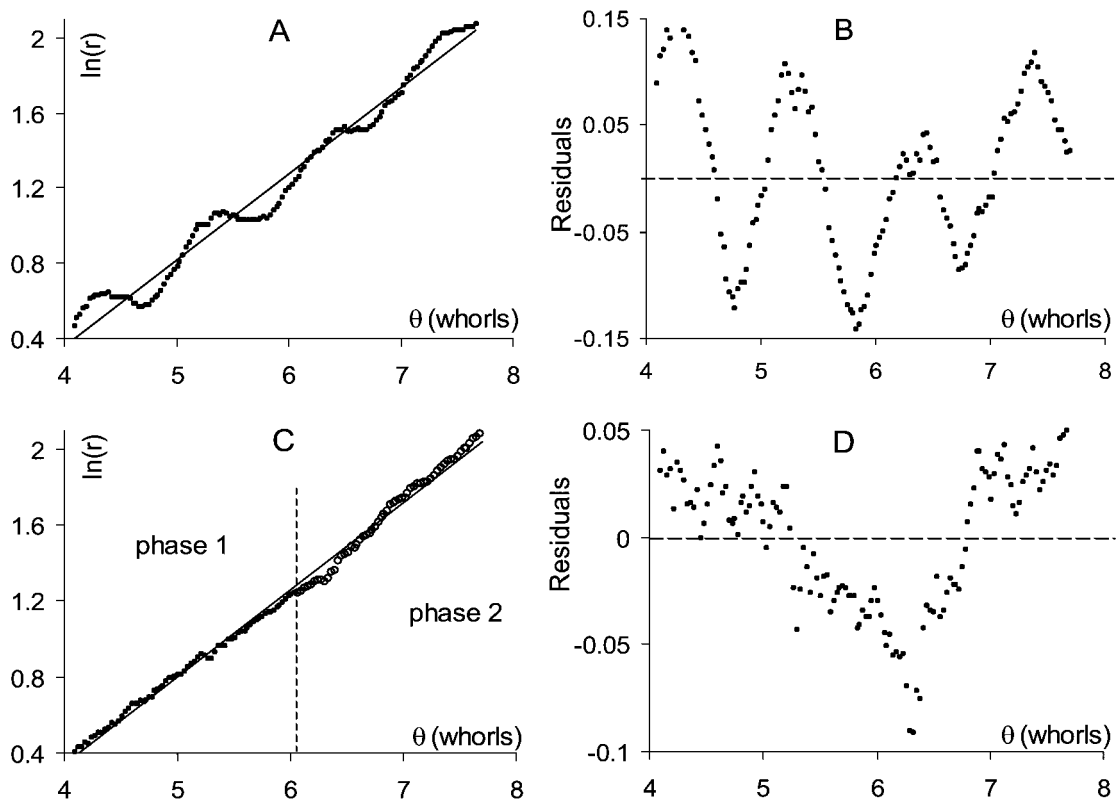 A
ln(r)
2
1.6
1.2
0.8
0.4
θ (whorls)
4 5 6 7 8
B
Residuals
0.15
0.05
-0.05
-0.15
θ (whorls)
4 5 6 7 8
C
ln(r)
2
1.6
1.2
0.8
0.4
phase 1
phase 2
θ (whorls)
4 5 6 7 8
D
Residuals
0.05
0
-0.05
-0.1
θ (whorls)
4 5 6 7 8